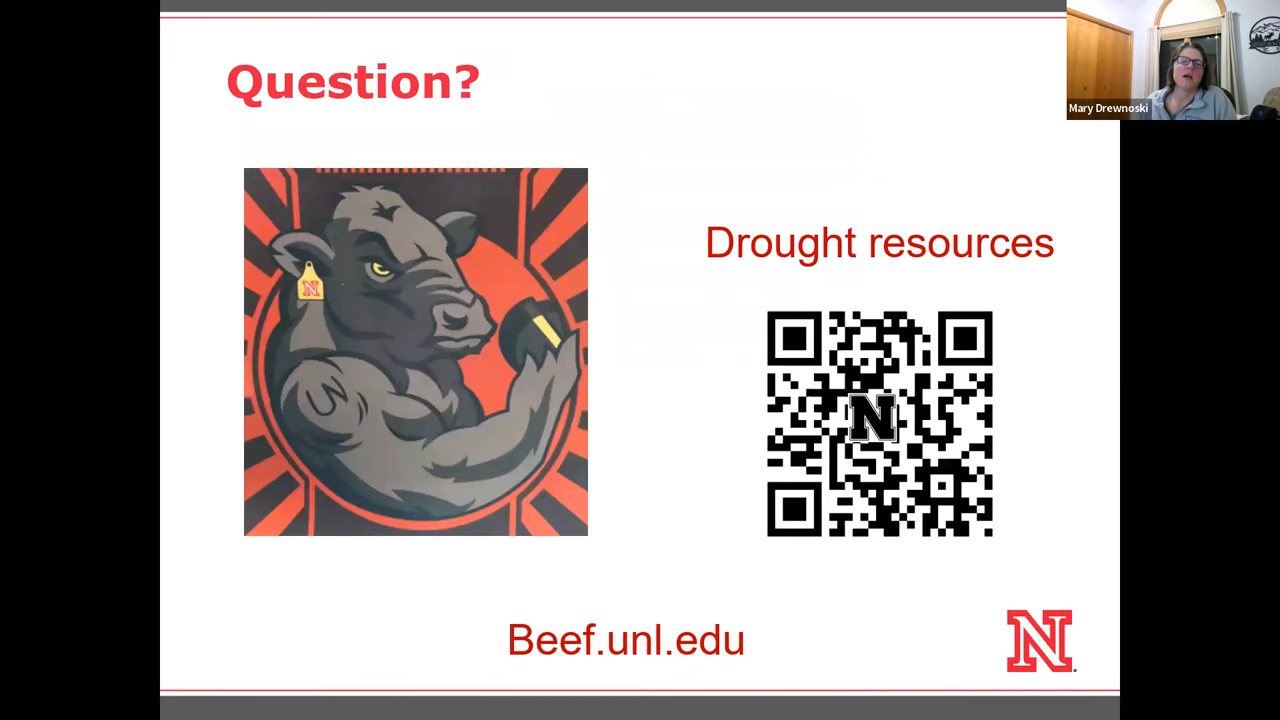 Question?
Mary Drewnoski
N
Drought resources
N
Beef.unl.edu
N